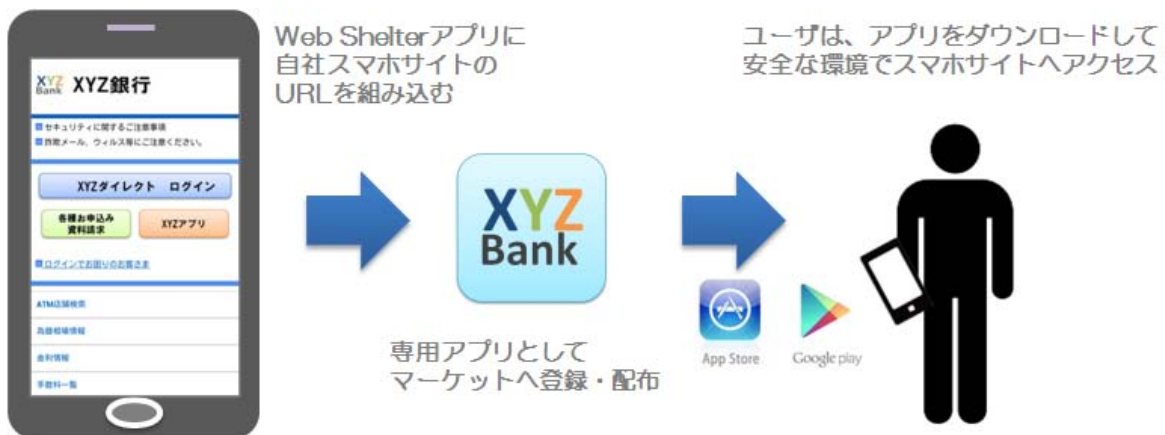 Web Shelterアプリに
自社スマホサイトの
URLを組み込む
ユーザは、アプリをダウンロードして
安全な環境でスマホサイトへアクセス
XYZ
Bank
XYZ銀行
セキュリティに関するご注意事項
詐欺メール、ウィルス等にご注意ください。
XYZダイレクト ログイン
各種お申込み
資料請求
XYZアプリ
ログインでお困りのお客さま
ATM店舗検索
為替相場情報
金利情報
手数料一覧
XYZ
Bank
専用アプリとして
マーケットへ登録・配布
App Store
Google play